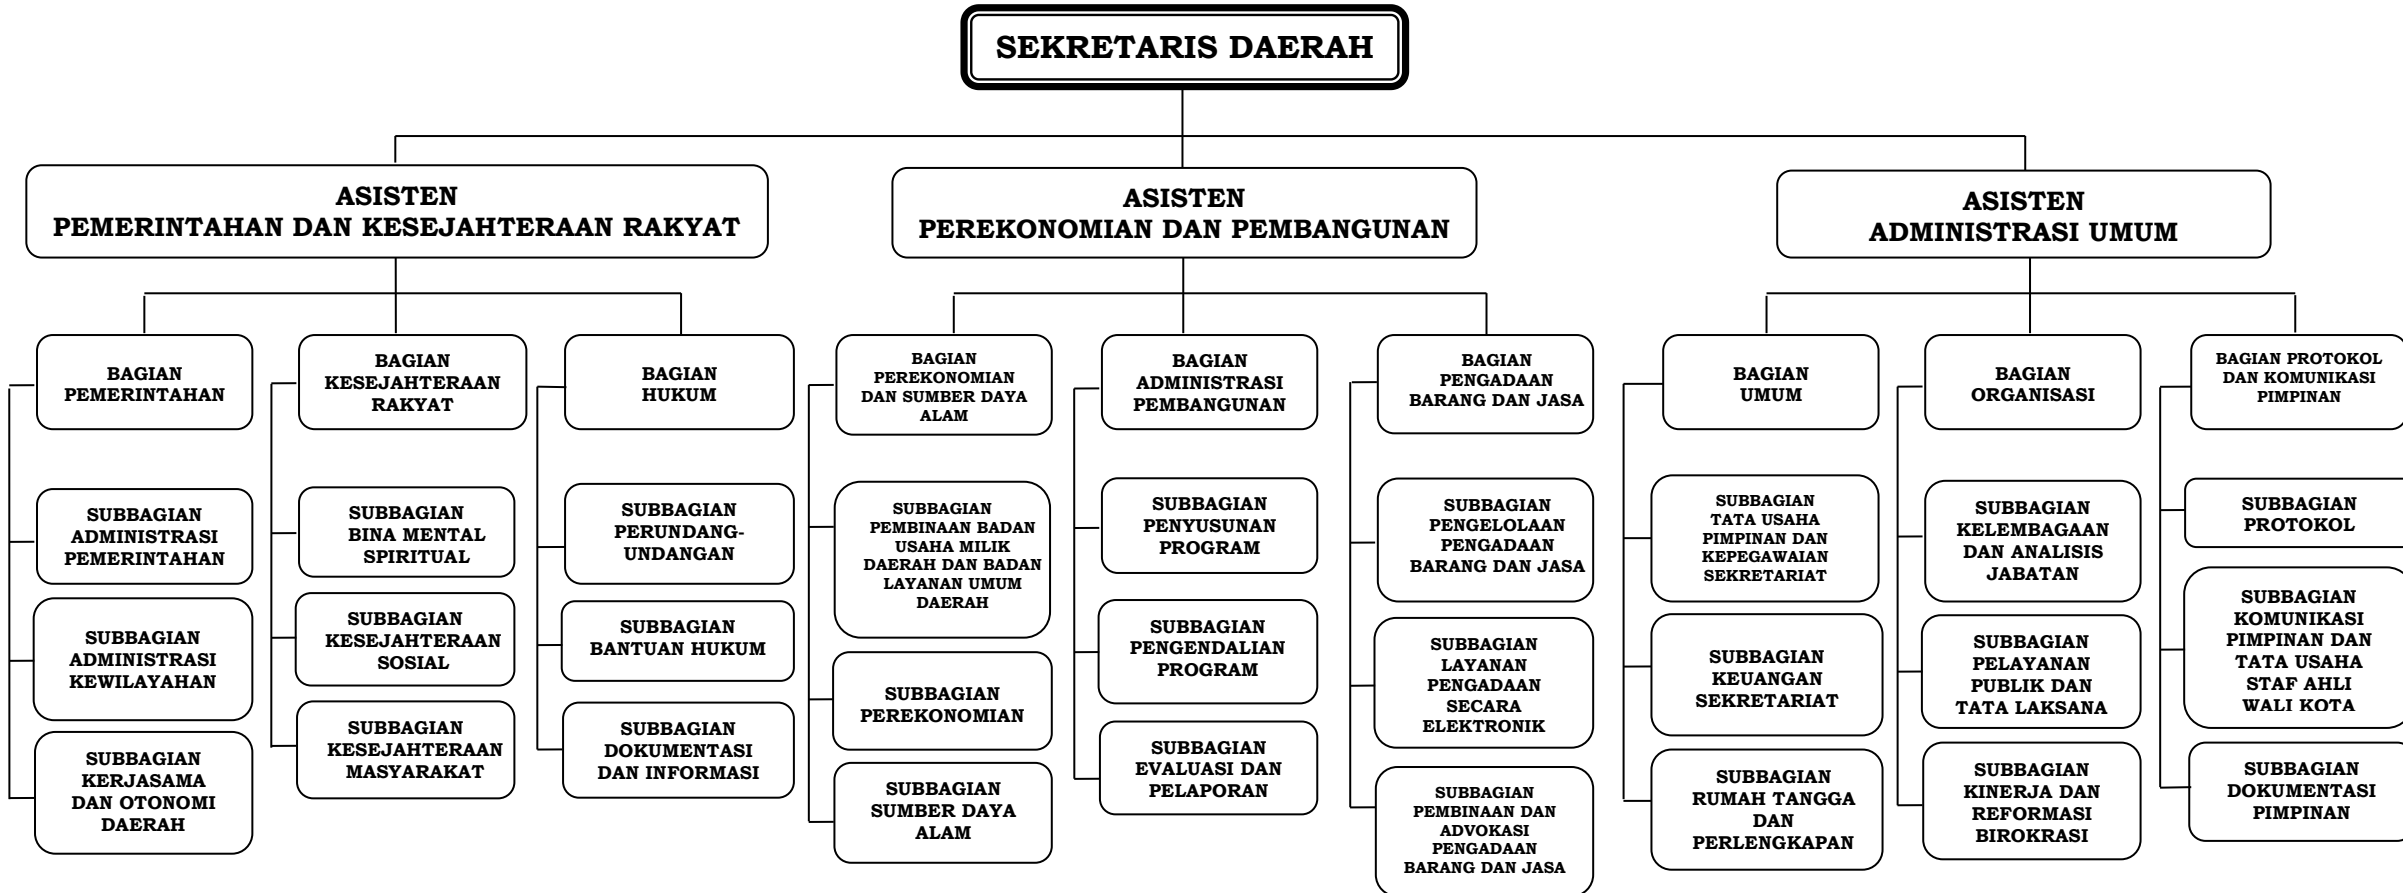 SEKRETARIS DAERAH
ASISTEN
PEMERINTAHAN DAN KESEJAHTERAAN RAKYAT
ASISTEN
PEREKONOMIAN DAN PEMBANGUNAN
ASISTEN
ADMINISTRASI UMUM
BAGIAN
PEMERINTAHAN
BAGIAN
KESEJAHTERAAN
RAKYAT
BAGIAN
HUKUM
BAGIAN
PEREKONOMIAN
DAN SUMBER DAYA
ALAM
BAGIAN
ADMINISTRASI
PEMBANGUNAN
BAGIAN
PENGADAAN
BARANG DAN JASA
BAGIAN
UMUM
BAGIAN
ORGANISASI
BAGIAN PROTOKOL
DAN KOMUNIKASI
PIMPINAN
SUBBAGIAN
ADMINISTRASI
PEMERINTAHAN
SUBBAGIAN
BINA MENTAL
SPIRITUAL
SUBBAGIAN
PERUNDANG-
UNDANGAN
SUBBAGIAN
PEMBINAAN BADAN
USAHA MILIK
DAERAH DAN BADAN
LAYANAN UMUM
DAERAH
SUBBAGIAN
PENYUSUNAN
PROGRAM
SUBBAGIAN
PENGELOLAAN
PENGADAAN
BARANG DAN JASA
SUBBAGIAN
TATA USAHA
PIMPINAN DAN
KEPEGAWAIAN
SEKRETARIAT
SUBBAGIAN
KELEMBAGAAN
DAN ANALISIS
JABATAN
SUBBAGIAN
PROTOKOL
SUBBAGIAN
ADMINISTRASI
KEWILAYAHAN
SUBBAGIAN
KESEJAHTERAAN
SOSIAL
SUBBAGIAN
BANTUAN HUKUM
SUBBAGIAN
PEREKONOMIAN
SUBBAGIAN
PENGENDALIAN
PROGRAM
SUBBAGIAN
LAYANAN
PENGADAAN
SECARA
ELEKTRONIK
SUBBAGIAN
KEUANGAN
SEKRETARIAT
SUBBAGIAN
PELAYANAN
PUBLIK DAN
TATA LAKSANA
SUBBAGIAN
KOMUNIKASI
PIMPINAN DAN
TATA USAHA
STAF AHLI
WALI KOTA
SUBBAGIAN
KERJASAMA
DAN OTONOMI
DAERAH
SUBBAGIAN
KESEJAHTERAAN
MASYARAKAT
SUBBAGIAN
DOKUMENTASI
DAN INFORMASI
SUBBAGIAN
SUMBER DAYA
ALAM
SUBBAGIAN
EVALUASI DAN
PELAPORAN
SUBBAGIAN
PEMBINAAN DAN
ADVOKASI
PENGADAAN
BARANG DAN JASA
SUBBAGIAN
RUMAH TANGGA
DAN
PERLENGKAPAN
SUBBAGIAN
KINERJA DAN
REFORMASI
BIROKRASI
SUBBAGIAN
DOKUMENTASI
PIMPINAN